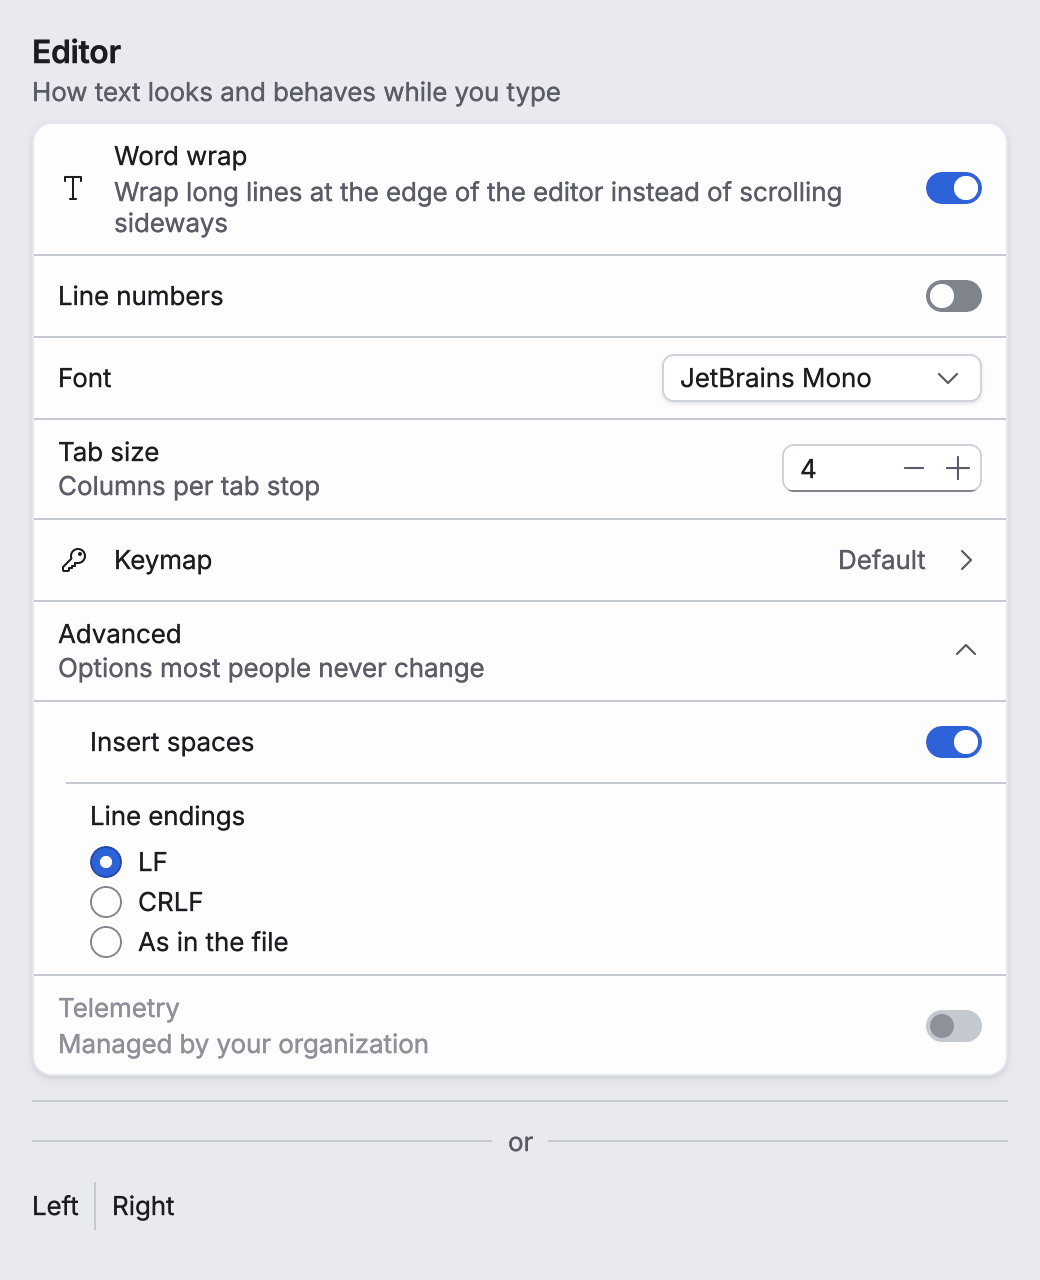 Editor
How text looks and behaves while you type
Word wrap
Wrap long lines at the edge of the editor instead of scrolling
sideways
Line numbers
Font
JetBrains Mono
Tab size
Columns per tab stop
4
Keymap
Default
Advanced
Options most people never change
Insert spaces
Line endings
LF
CRLF
As in the file
Telemetry
Managed by your organization
or
Left
Right